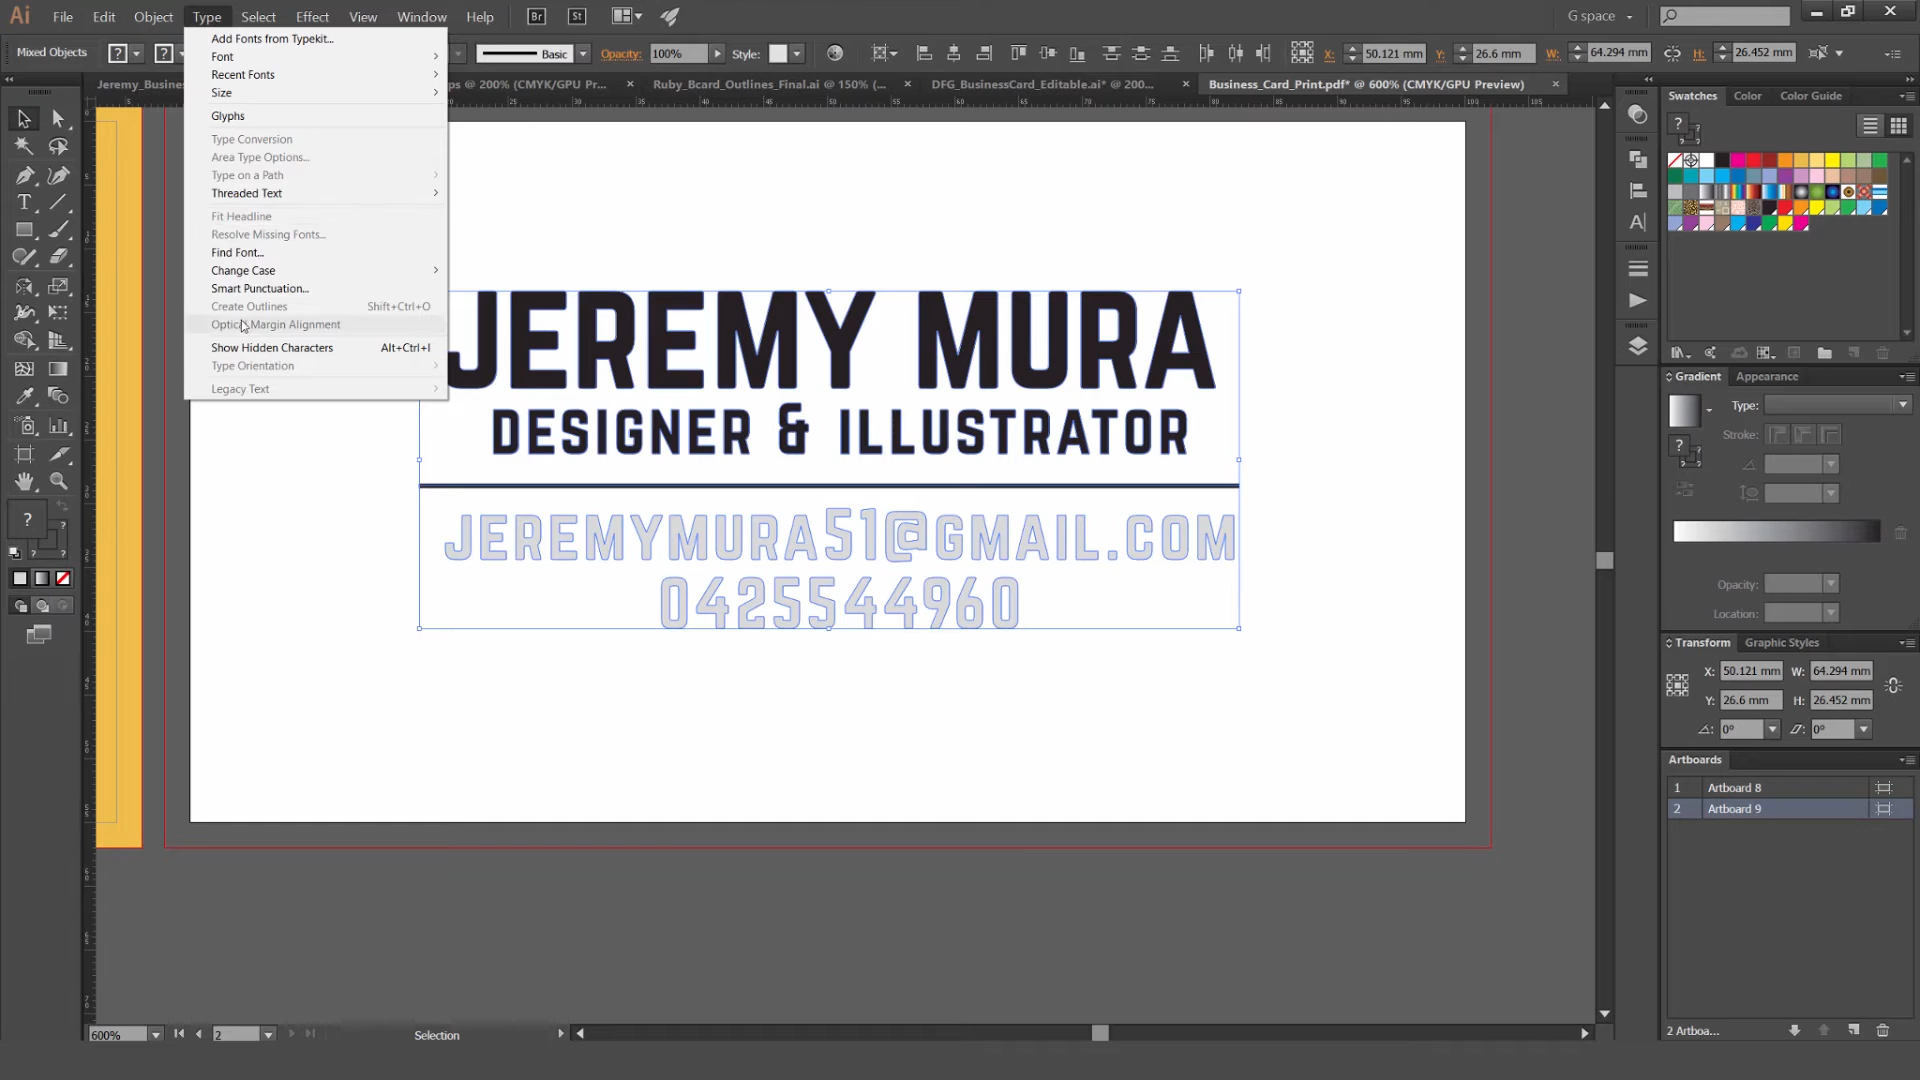 Ai File Edit Object Type Select Effect View Window Help Br St G space
Mixed Objects ? ? Basic Opacity: 100% Style: X: 50.121 mm Y: 26.6 mm W: 64.294 mm H: 26.452 mm
Jeremy_Busine ps @ 200% (CMYK/GPU Pr... × Ruby_Bcard_Outlines_Final.ai @ 150% (... × DFG_BusinessCard_Editable.ai* @ 200... × Business_Card_Print.pdf* @ 600% (CMYK/GPU Preview) ×
Add Fonts from Typekit...
Font
Recent Fonts
Size
Glyphs
Type Conversion
Area Type Options...
Type on a Path
Threaded Text
Fit Headline
Resolve Missing Fonts...
Find Font...
Change Case
Smart Punctuation...
Create Outlines Shift+Ctrl+O
Optical Margin Alignment
Show Hidden Characters Alt+Ctrl+I
Type Orientation
Legacy Text
JEREMY MURA
DESIGNER & ILLUSTRATOR
JEREMYMURA51@GMAIL.COM
0425544960
Swatches Color Color Guide
Gradient Appearance
Type:
Stroke:
Opacity:
Location:
Transform Graphic Styles
X: 50.121 mm W: 64.294 mm
Y: 26.6 mm H: 26.452 mm
0° 0°
Artboards
1 Artboard 8
2 Artboard 9
2 Artboa...
600% 2 Selection